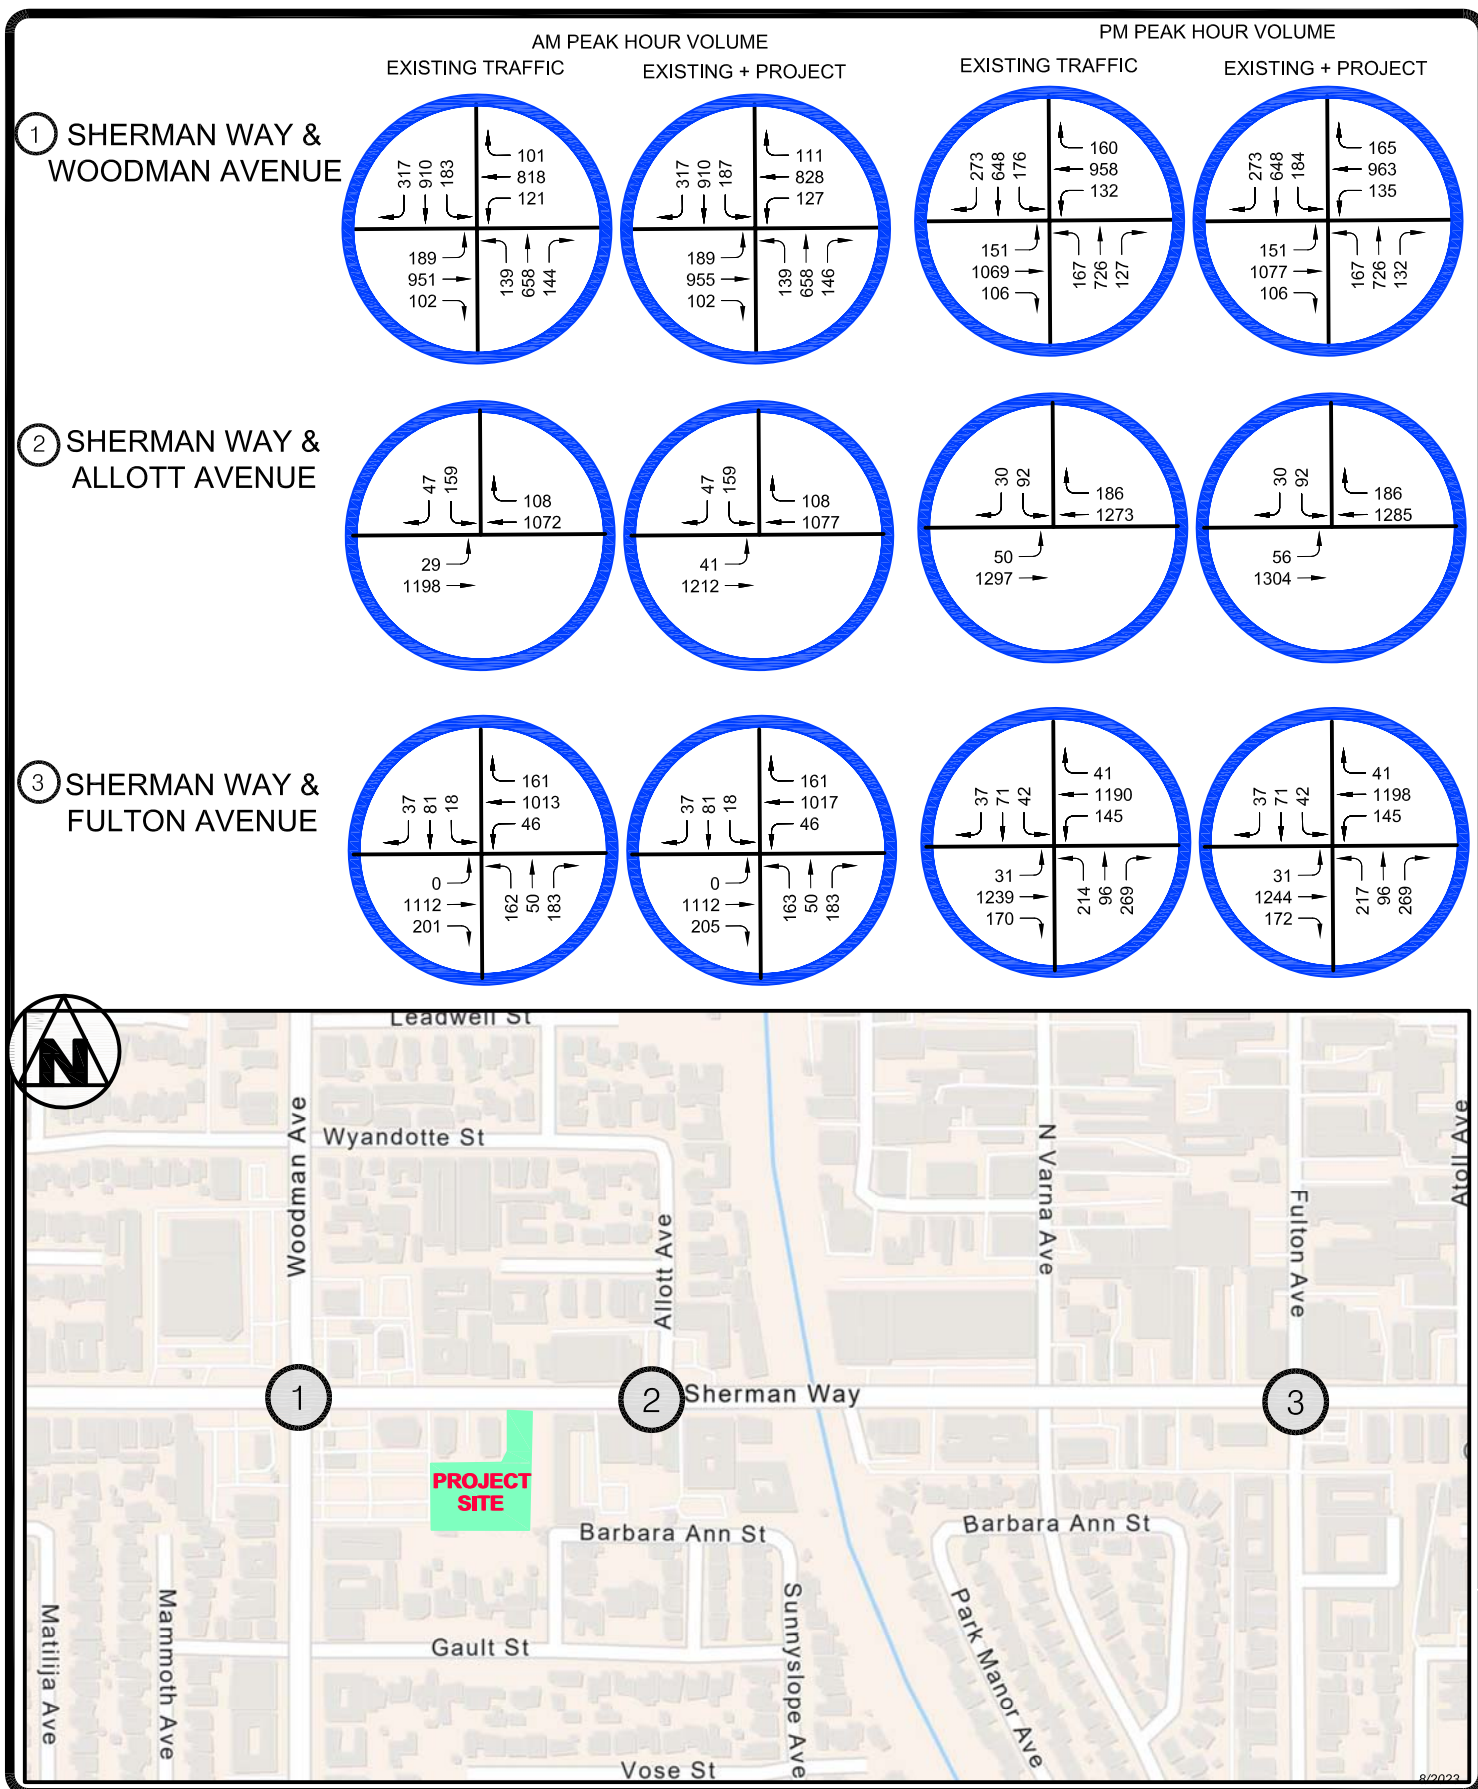 AM PEAK HOUR VOLUME
PM PEAK HOUR VOLUME
EXISTING TRAFFIC
EXISTING + PROJECT
EXISTING TRAFFIC
EXISTING + PROJECT
1 SHERMAN WAY &
WOODMAN AVENUE
317 910 183
101
818
121
189
951
102
139 658 144
317 910 187
111
828
127
189
955
102
139 658 146
273 648 176
160
958
132
151
1069
106
167 726 127
273 648 184
165
963
135
151
1077
106
167 726 132
2 SHERMAN WAY &
ALLOTT AVENUE
47 159
108
1072
29
1198
47 159
108
1077
41
1212
30 92
186
1273
50
1297
30 92
186
1285
56
1304
3 SHERMAN WAY &
FULTON AVENUE
37 81 18
161
1013
46
0
1112
201
162 50 183
37 81 18
161
1017
46
0
1112
205
163 50 183
37 71 42
41
1190
145
31
1239
170
214 96 269
37 71 42
41
1198
145
31
1244
172
217 96 269
N
Leadwell St
Wyandotte St
Woodman Ave
Allott Ave
N Varna Ave
Fulton Ave
Atoll Ave
1
2
Sherman Way
3
PROJECT
SITE
Barbara Ann St
Barbara Ann St
Matilija Ave
Mammoth Ave
Gault St
Sunnyslope Ave
Park Manor Ave
Vose St
8/2023